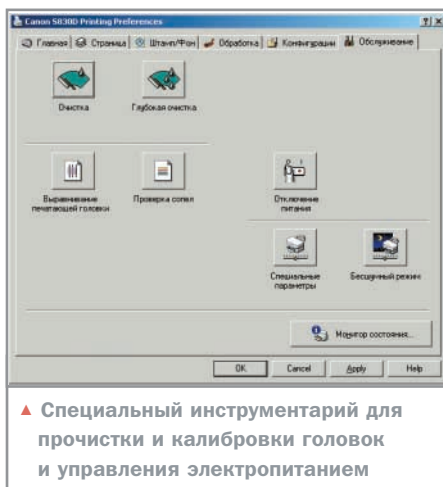 Canon S830D Printing Preferences
Главная Страница Штамп/Фон Обработка Конфигурации Обслуживание
Очистка Глубокая очистка
Выравнивание печатающей головки Проверка сопел Отключение питания
Специальные параметры Бесшумный режим
Монитор состояния...
OK Cancel Apply Help
▲ Специальный инструментарий для
прочистки и калибровки головок
и управления электропитанием